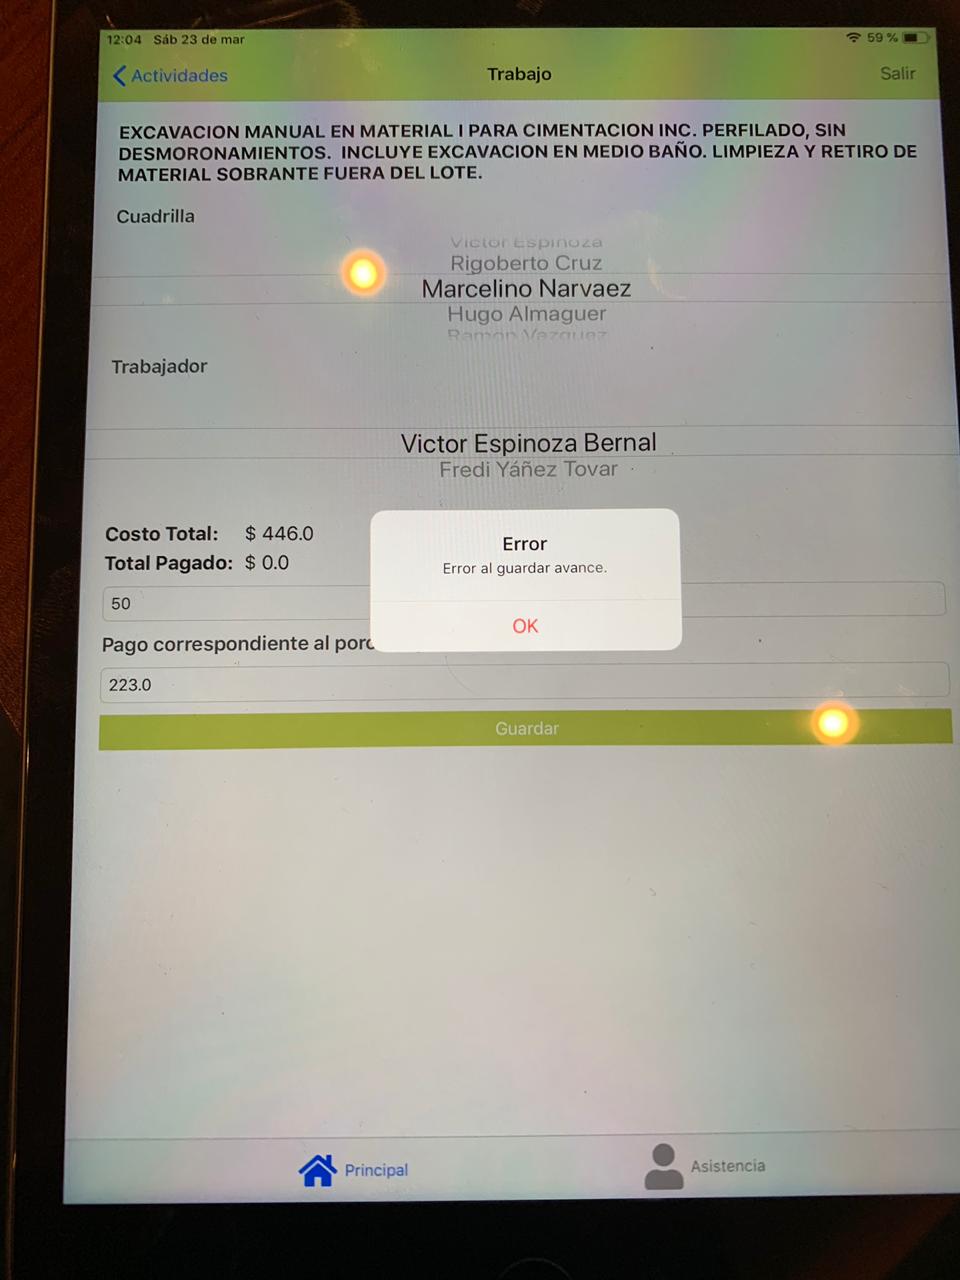 12:04 Sáb 23 de mar
59 %
Actividades
Trabajo
Salir
EXCAVACION MANUAL EN MATERIAL I PARA CIMENTACION INC. PERFILADO, SIN
DESMORONAMIENTOS. INCLUYE EXCAVACION EN MEDIO BAÑO. LIMPIEZA Y RETIRO DE
MATERIAL SOBRANTE FUERA DEL LOTE.
Cuadrilla
Victor Espinoza
Rigoberto Cruz
Marcelino Narvaez
Hugo Almaguer
Ramon Vazquez
Trabajador
Victor Espinoza Bernal
Fredi Yáñez Tovar
Costo Total: $ 446.0
Total Pagado: $ 0.0
Error
Error al guardar avance.
OK
50
Pago correspondiente al porc
223.0
Guardar
Principal
Asistencia